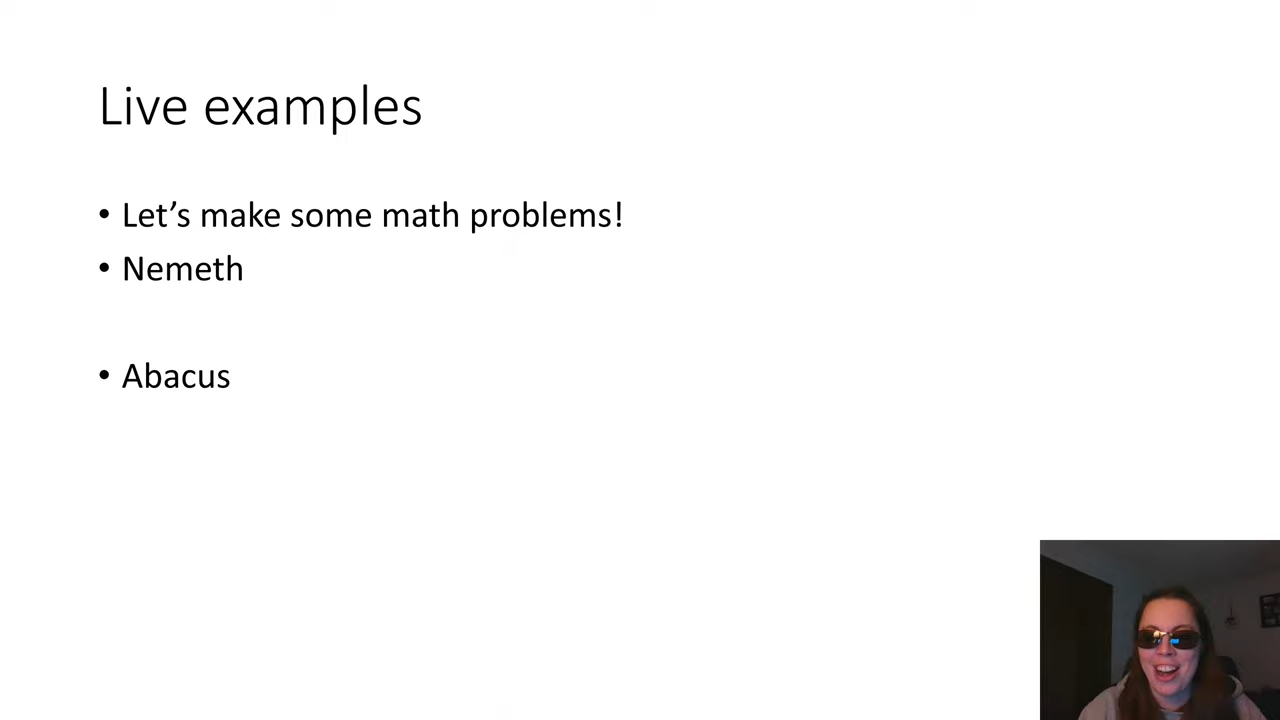 Live examples
• Let’s make some math problems!
• Nemeth
• Abacus